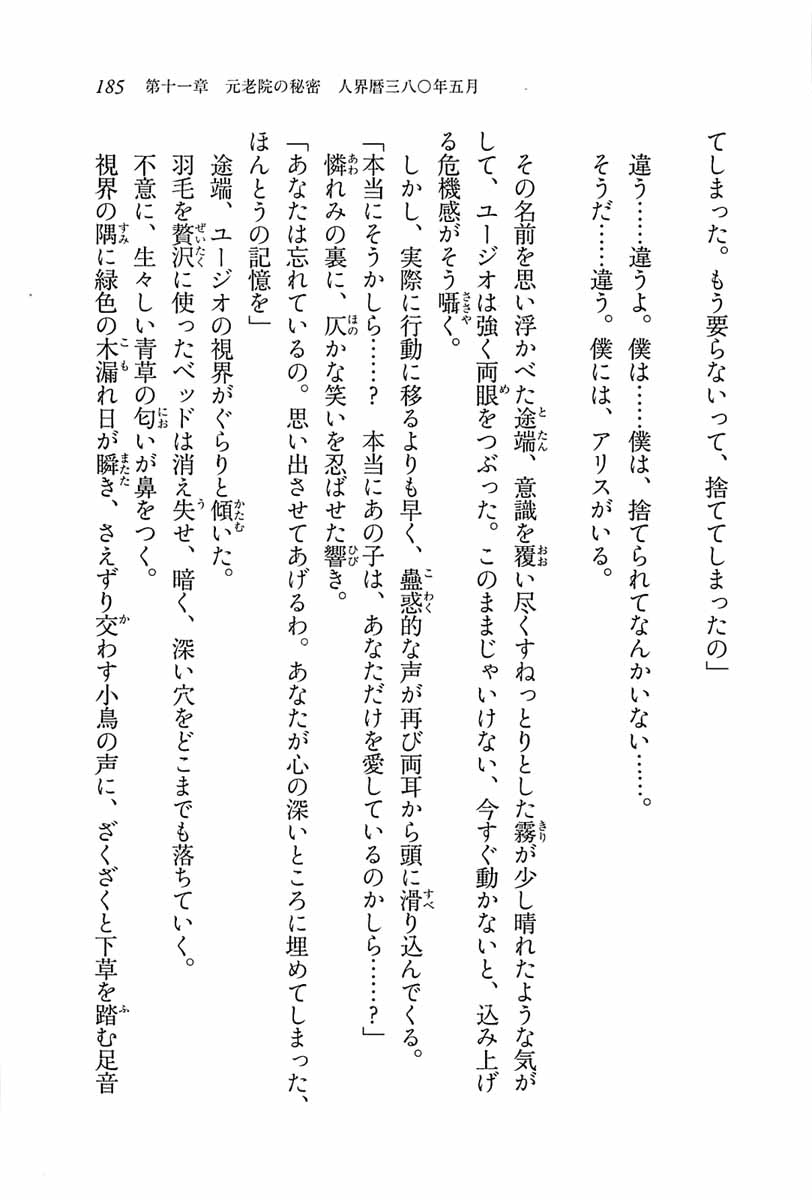 185　第十一章　元老院の秘密　人界暦三八〇年五月
てしまった。もう要らないって、捨ててしまったの」
違う……違うよ。僕は……僕は、捨てられてなんかいない……。
そうだ……違う。僕には、アリスがいる。
その名前を思い浮かべた途端、意識を覆い尽くすねっとりとした霧が少し晴れたような気が
して、ユージオは強く両眼をつぶった。このままじゃいけない、今すぐ動かないと、込み上げ
る危機感がそう囁く。
しかし、実際に行動に移るよりも早く、蠱惑的な声が再び両耳から頭に滑り込んでくる。
「本当にそうかしら……？　本当にあの子は、あなただけを愛しているのかしら……？」
憐れみの裏に、仄かな笑いを忍ばせた響き。
「あなたは忘れているの。思い出させてあげるわ。あなたが心の深いところに埋めてしまった、
ほんとうの記憶を」
途端、ユージオの視界がぐらりと傾いた。
羽毛を贅沢に使ったベッドは消え失せ、暗く、深い穴をどこまでも落ちていく。
不意に、生々しい青草の匂いが鼻をつく。
視界の隅に緑色の木漏れ日が瞬き、さえずり交わす小鳥の声に、ざくざくと下草を踏む足音